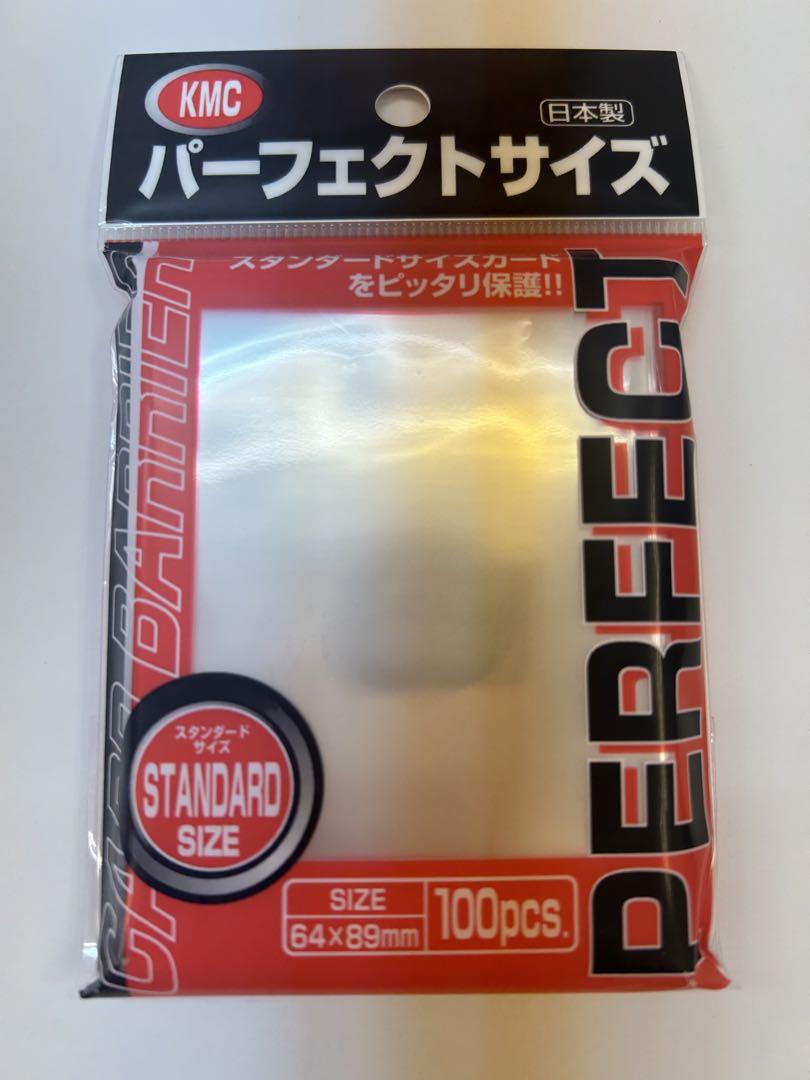 KMC
日本製
パーフェクトサイズ
スタンダードサイズカード
をピッタリ保護!!
CARD BARRIER
PERFECT
スタンダード
サイズ
STANDARD
SIZE
SIZE
64×89mm
100pcs.